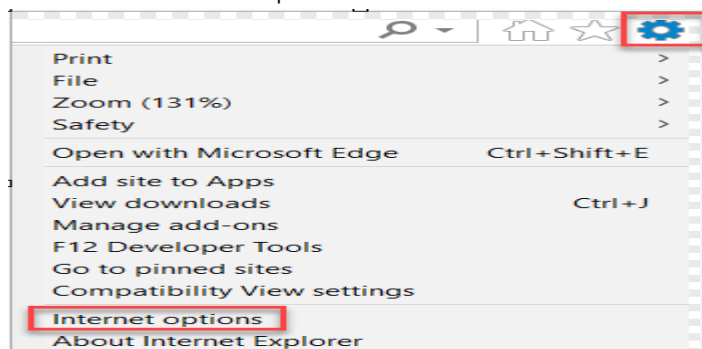 Print >
File >
Zoom (131%) >
Safety >
Open with Microsoft Edge Ctrl+Shift+E
Add site to Apps
View downloads Ctrl+J
Manage add-ons
F12 Developer Tools
Go to pinned sites
Compatibility View settings
Internet options
About Internet Explorer